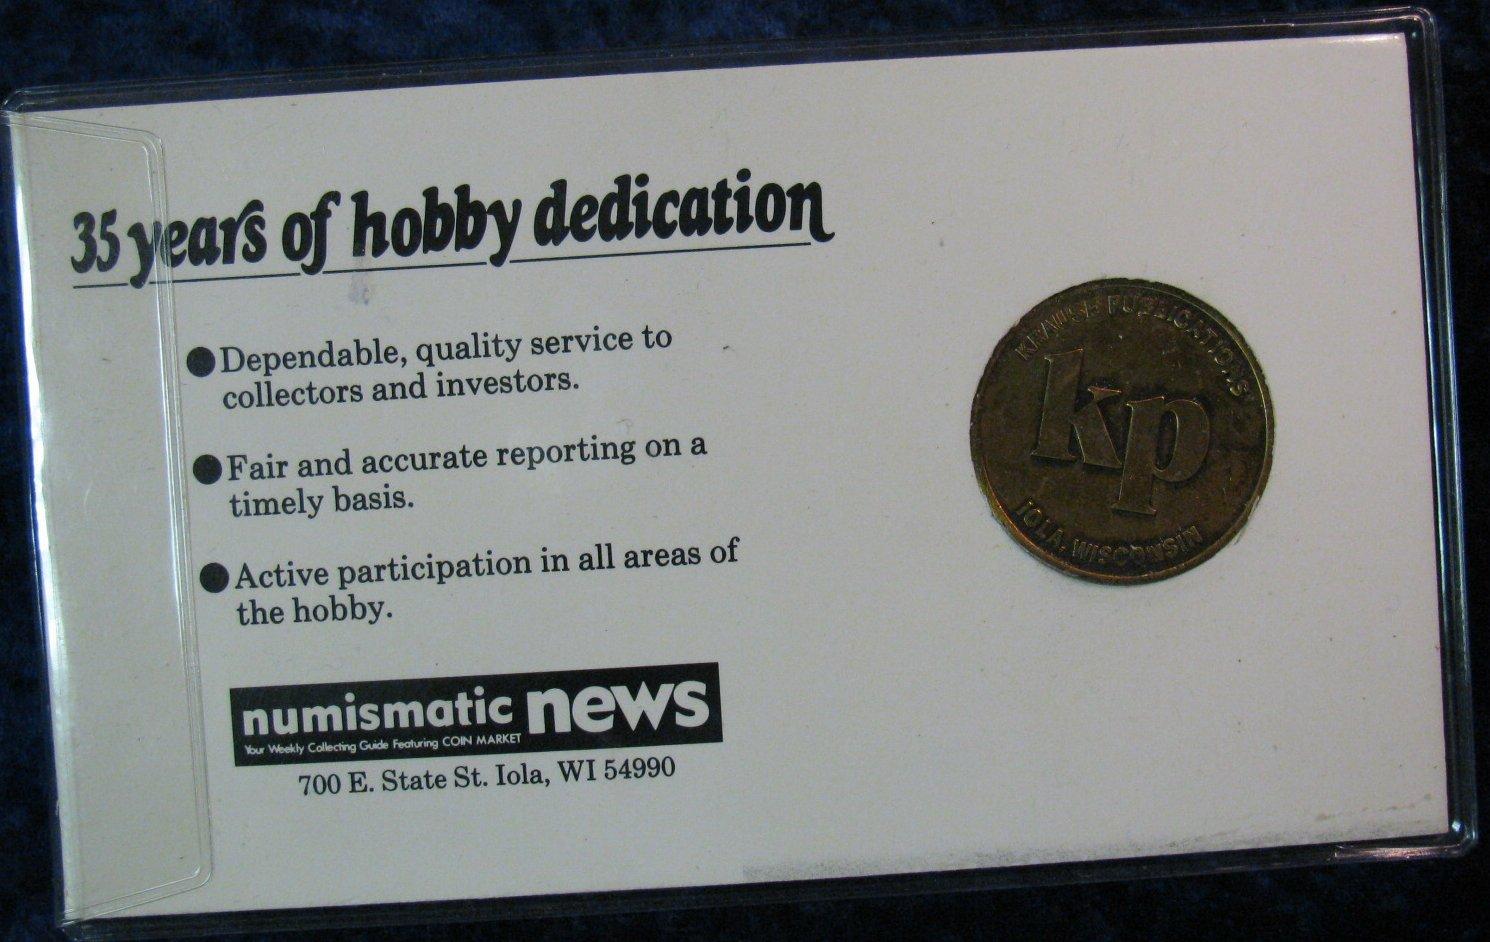 35 years of hobby dedication
Dependable, quality service to
collectors and investors.
Fair and accurate reporting on a
timely basis.
Active participation in all areas of
the hobby.
numismatic news
Your Weekly Collecting Guide Featuring COIN MARKET
700 E. State St. Iola, WI 54990
KRAUSE PUBLICATIONS
kp
IOLA, WISCONSIN